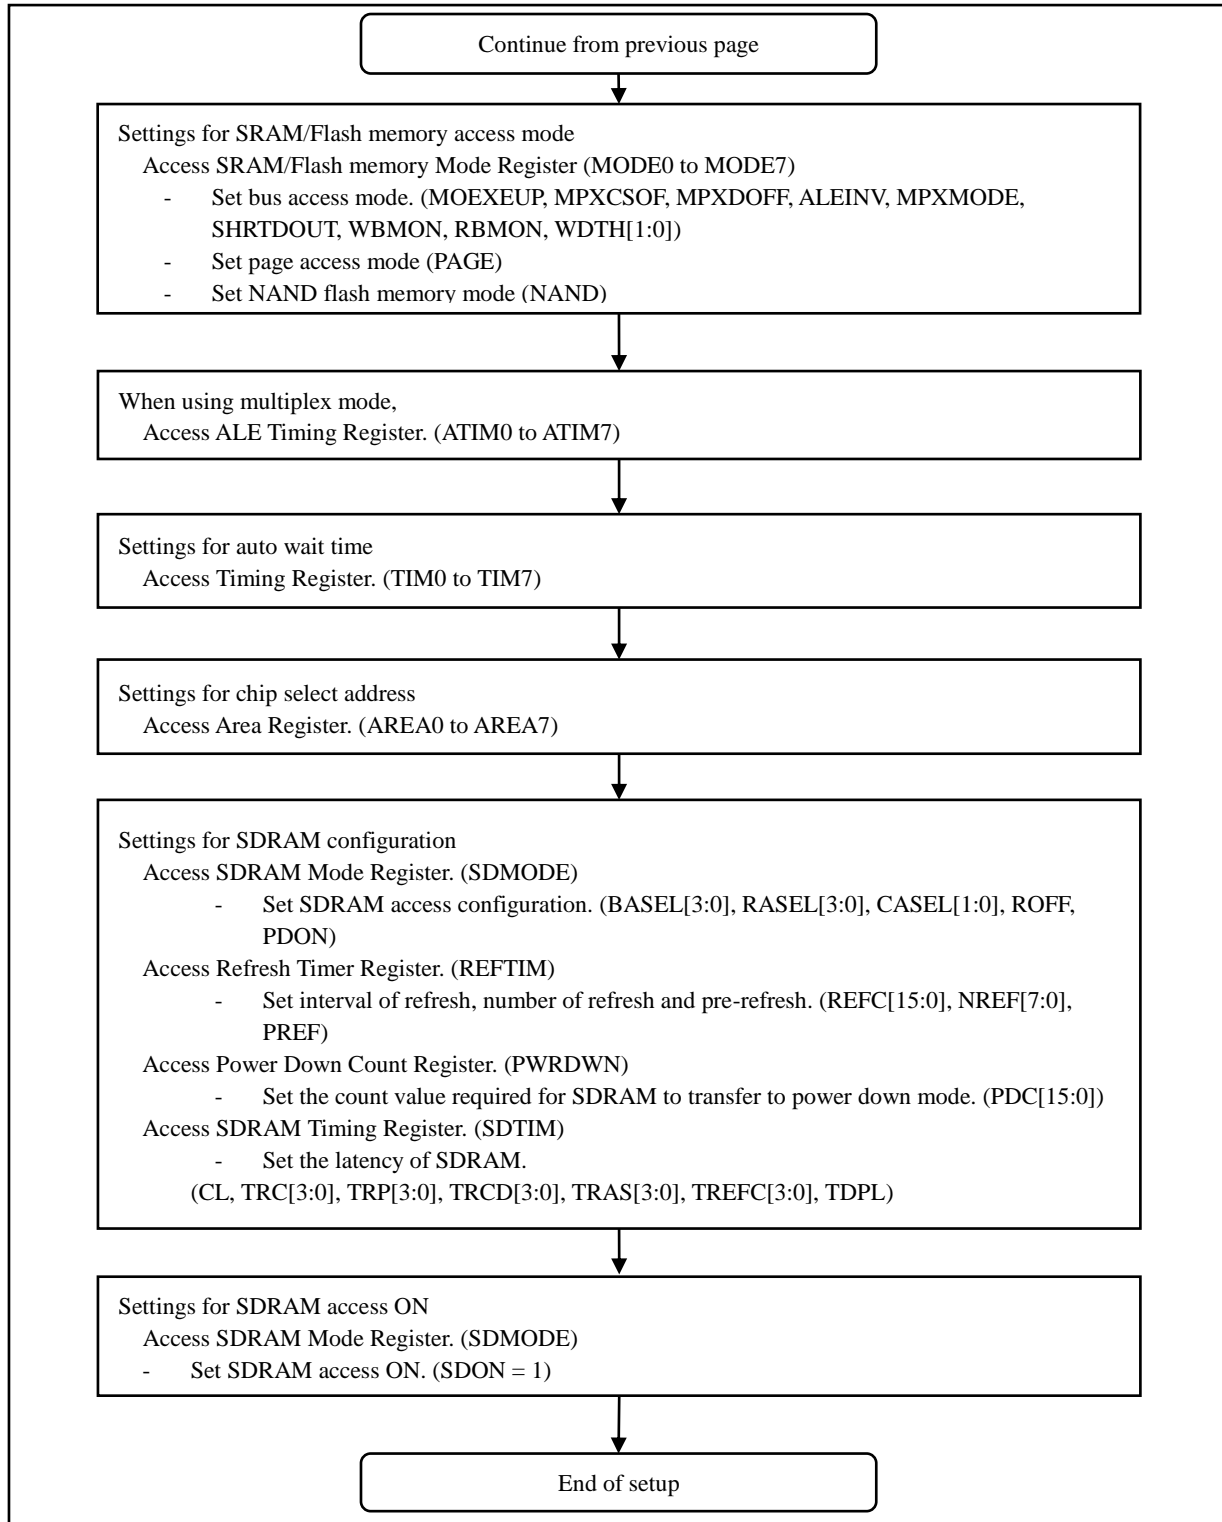 Continue from previous page
Settings for SRAM/Flash memory access mode
Access SRAM/Flash memory Mode Register (MODE0 to MODE7)
- Set bus access mode. (MOEXEUP, MPXCSOF, MPXDOFF, ALEINV, MPXMODE,
SHRTDOUT, WBMON, RBMON, WDTH[1:0])
- Set page access mode (PAGE)
- Set NAND flash memory mode (NAND)
When using multiplex mode,
Access ALE Timing Register. (ATIM0 to ATIM7)
Settings for auto wait time
Access Timing Register. (TIM0 to TIM7)
Settings for chip select address
Access Area Register. (AREA0 to AREA7)
Settings for SDRAM configuration
Access SDRAM Mode Register. (SDMODE)
- Set SDRAM access configuration. (BASEL[3:0], RASEL[3:0], CASEL[1:0], ROFF,
PDON)
Access Refresh Timer Register. (REFTIM)
- Set interval of refresh, number of refresh and pre-refresh. (REFC[15:0], NREF[7:0],
PREF)
Access Power Down Count Register. (PWRDWN)
- Set the count value required for SDRAM to transfer to power down mode. (PDC[15:0])
Access SDRAM Timing Register. (SDTIM)
- Set the latency of SDRAM.
(CL, TRC[3:0], TRP[3:0], TRCD[3:0], TRAS[3:0], TREFC[3:0], TDPL)
Settings for SDRAM access ON
Access SDRAM Mode Register. (SDMODE)
- Set SDRAM access ON. (SDON = 1)
End of setup